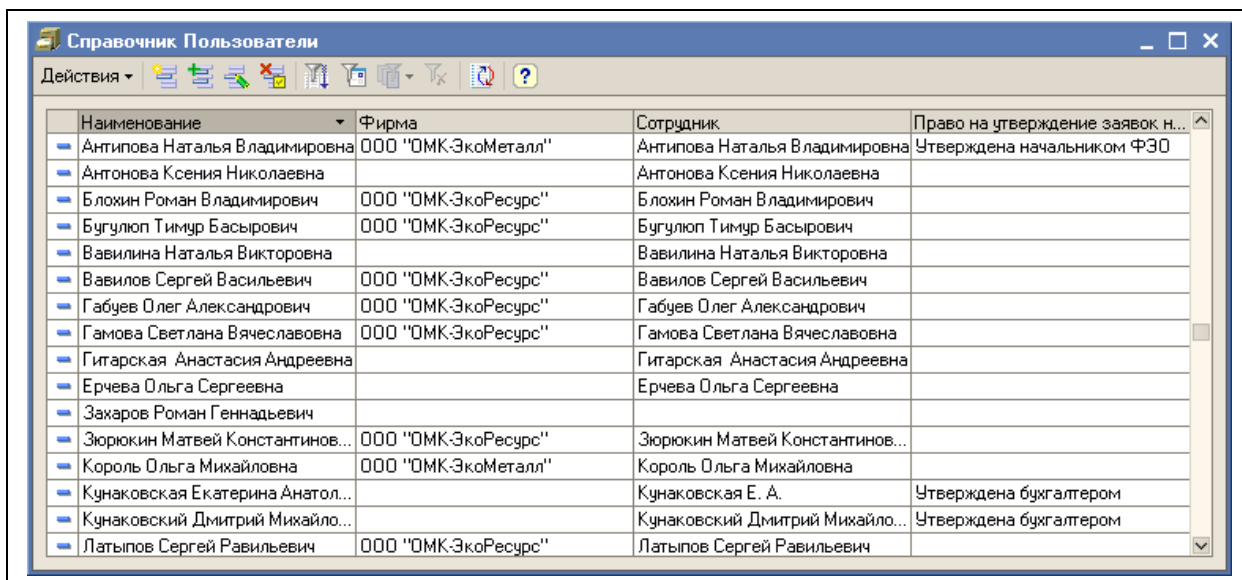 Справочник Пользователи
Действия
Наименование Фирма Сотрудник Право на утверждение заявок н...
Антипова Наталья Владимировна ООО "ОМК-ЭкоМеталл" Антипова Наталья Владимировна Утверждена начальником ФЭО
Антонова Ксения Николаевна Антонова Ксения Николаевна
Блохин Роман Владимирович ООО "ОМК-ЭкоРесурс" Блохин Роман Владимирович
Бугулюп Тимур Басырович ООО "ОМК-ЭкоРесурс" Бугулюп Тимур Басырович
Вавилина Наталья Викторовна Вавилина Наталья Викторовна
Вавилов Сергей Васильевич ООО "ОМК-ЭкоРесурс" Вавилов Сергей Васильевич
Габуев Олег Александрович ООО "ОМК-ЭкоРесурс" Габуев Олег Александрович
Гамова Светлана Вячеславовна ООО "ОМК-ЭкоРесурс" Гамова Светлана Вячеславовна
Гитарская Анастасия Андреевна Гитарская Анастасия Андреевна
Ерчева Ольга Сергеевна Ерчева Ольга Сергеевна
Захаров Роман Геннадьевич
Зюрюкин Матвей Константинов... ООО "ОМК-ЭкоРесурс" Зюрюкин Матвей Константинов...
Король Ольга Михайловна ООО "ОМК-ЭкоМеталл" Король Ольга Михайловна
Кунаковская Екатерина Анатол... Кунаковская Е. А. Утверждена бухгалтером
Кунаковский Дмитрий Михайло... Кунаковский Дмитрий Михайло... Утверждена бухгалтером
Латыпов Сергей Равильевич ООО "ОМК-ЭкоРесурс" Латыпов Сергей Равильевич